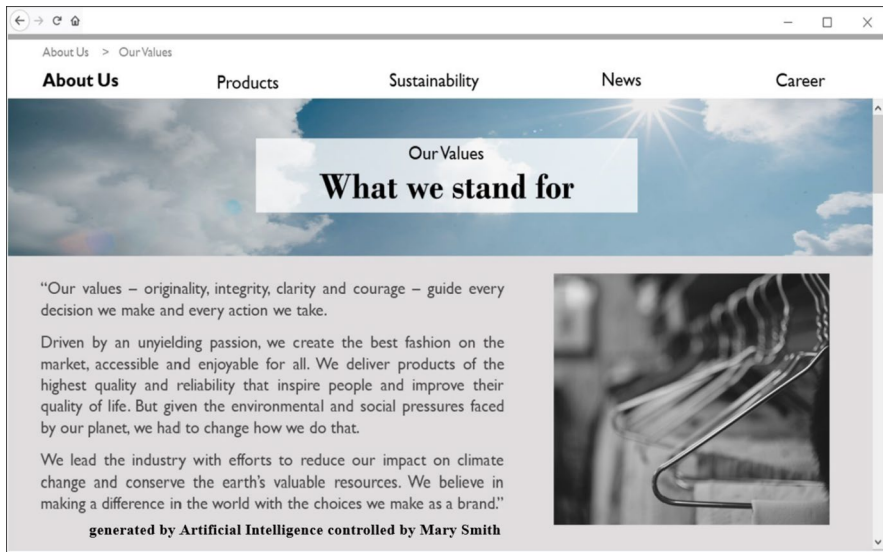 About Us > Our Values
About Us Products Sustainability News Career
Our Values
What we stand for
“Our values – originality, integrity, clarity and courage – guide every
decision we make and every action we take.
Driven by an unyielding passion, we create the best fashion on the
market, accessible and enjoyable for all. We deliver products of the
highest quality and reliability that inspire people and improve their
quality of life. But given the environmental and social pressures faced
by our planet, we had to change how we do that.
We lead the industry with efforts to reduce our impact on climate
change and conserve the earth’s valuable resources. We believe in
making a difference in the world with the choices we make as a brand.”
generated by Artificial Intelligence controlled by Mary Smith